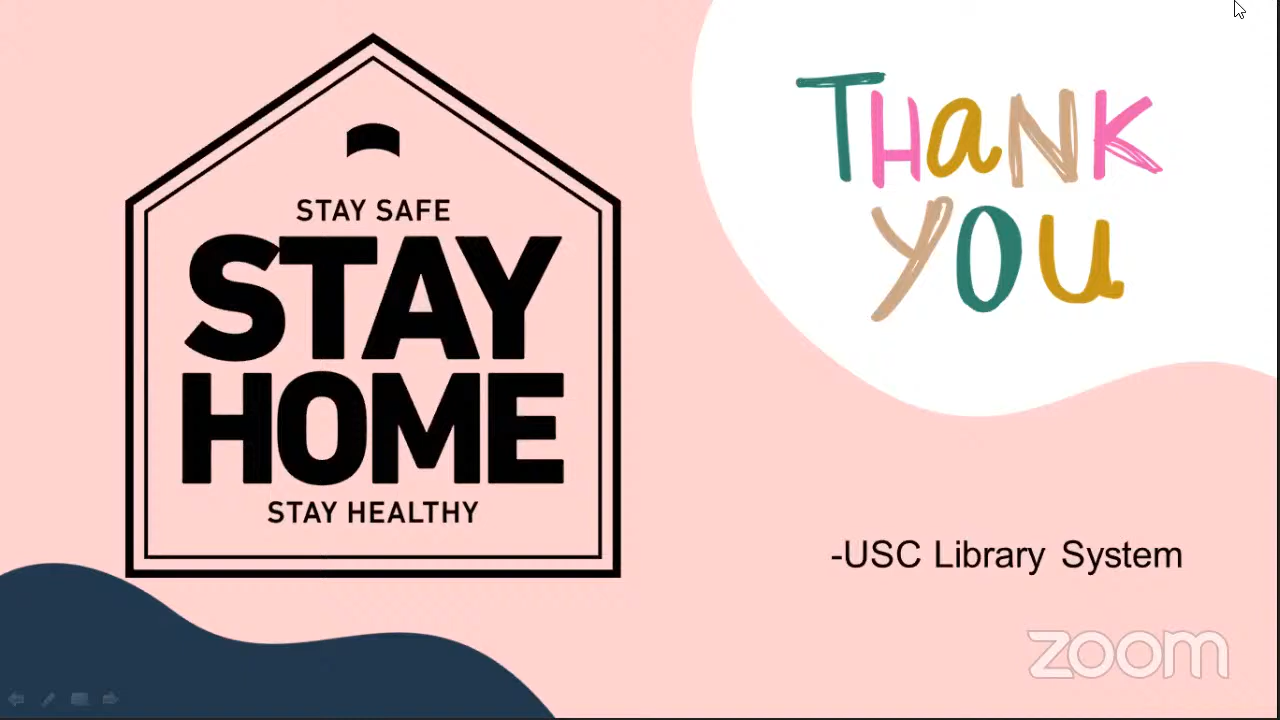 STAY SAFE
STAY
HOME
STAY HEALTHY
THaNK
YOU
-USC Library System
zoom